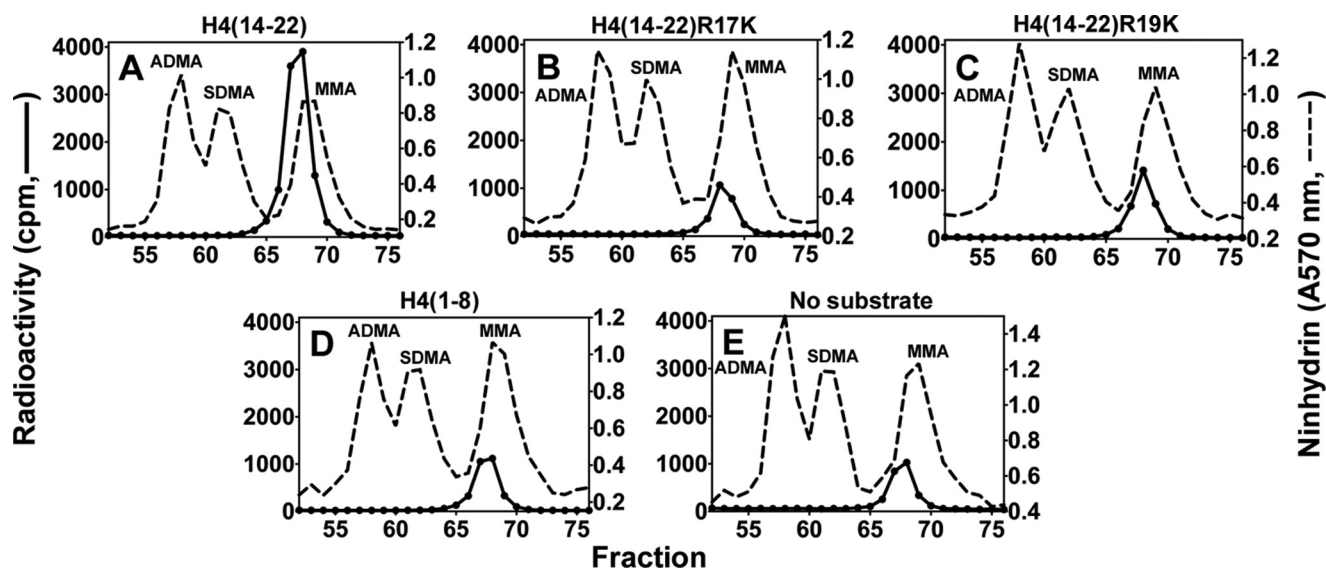 H4(14-22)
H4(14-22)R17K
H4(14-22)R19K
Radioactivity (cpm,——)
Ninhydrin (A570 nm, ----)
A
ADMA
SDMA
MMA
4000
3000
2000
1000
0
1.2
1.0
0.8
0.6
0.4
0.2
55 60 65 70 75
B
ADMA
SDMA
MMA
4000
3000
2000
1000
0
1.2
1.0
0.8
0.6
0.4
0.2
55 60 65 70 75
C
ADMA
SDMA
MMA
4000
3000
2000
1000
0
1.2
1.0
0.8
0.6
0.4
0.2
55 60 65 70 75
H4(1-8)
No substrate
D
ADMA
SDMA
MMA
4000
3000
2000
1000
0
1.2
1.0
0.8
0.6
0.4
0.2
55 60 65 70 75
E
ADMA
SDMA
MMA
4000
3000
2000
1000
0
1.4
1.2
1.0
0.8
0.6
0.4
55 60 65 70 75
Fraction